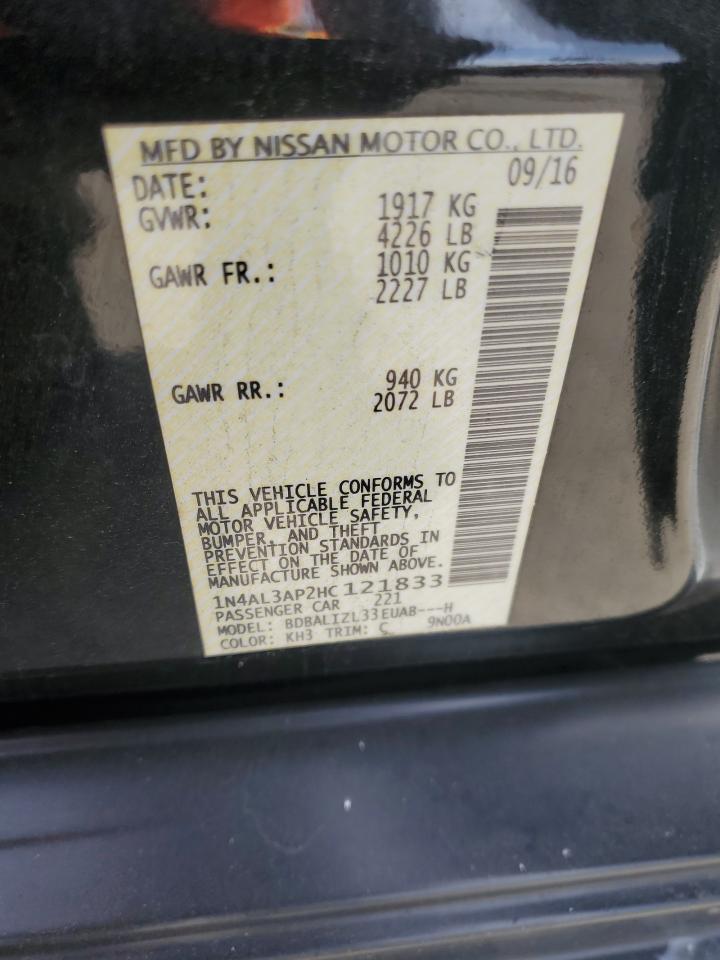 MFD BY NISSAN MOTOR CO., LTD.
DATE: 09/16
GVWR: 1917 KG
4226 LB
GAWR FR.: 1010 KG
2227 LB
GAWR RR.: 940 KG
2072 LB
THIS VEHICLE CONFORMS TO
ALL APPLICABLE FEDERAL
MOTOR VEHICLE SAFETY,
BUMPER, AND THEFT
PREVENTION STANDARDS IN
EFFECT ON THE DATE OF
MANUFACTURE SHOWN ABOVE.
1N4AL3AP2HC121833
PASSENGER CAR 221
MODEL: BDBALIZL33EUAB---H
COLOR: KH3 TRIM: C 9N00A